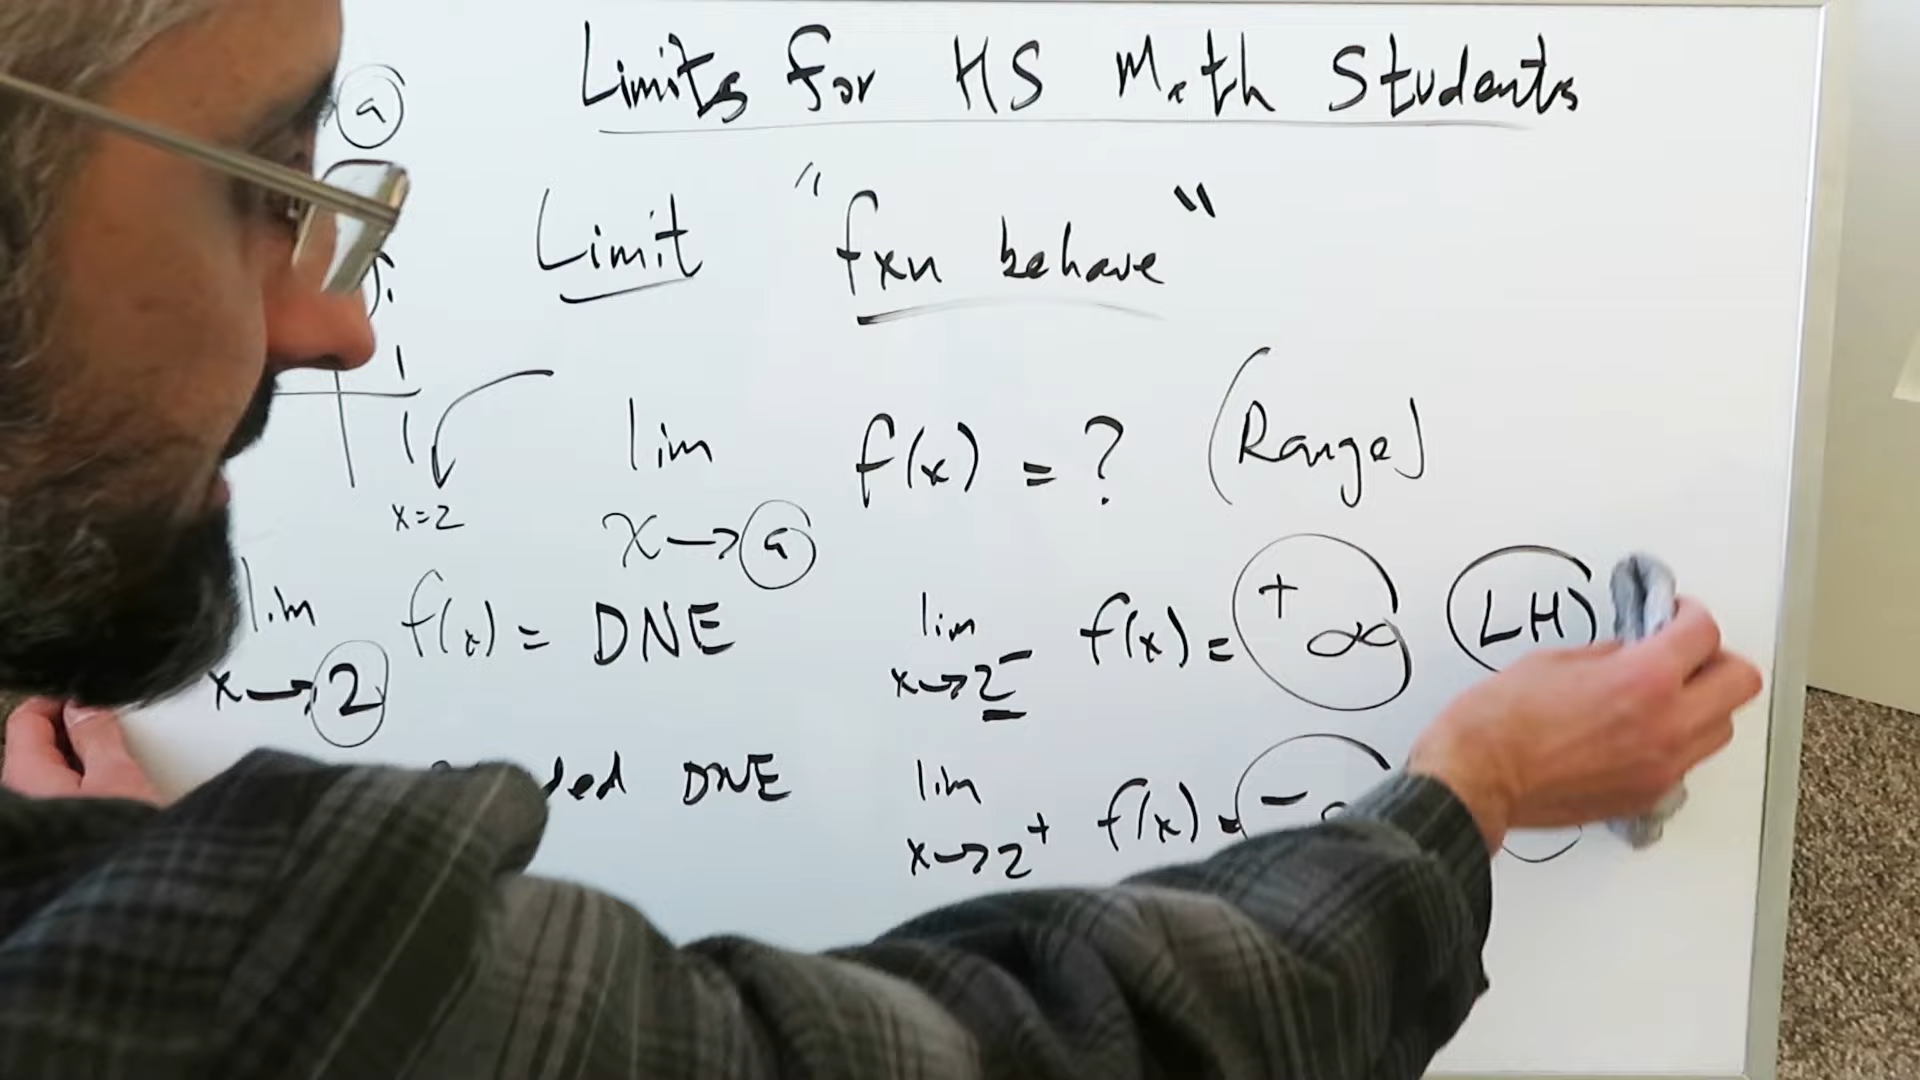 Limits for HS Math Students
a
Limit "fxn behave"
lim f(x) = ? (Range)
x→a
x=2
lim f(x) = DNE
x→2
lim f(x) = +∞ LH
x→2⁻
DNE
lim f(x) = -
x→2⁺